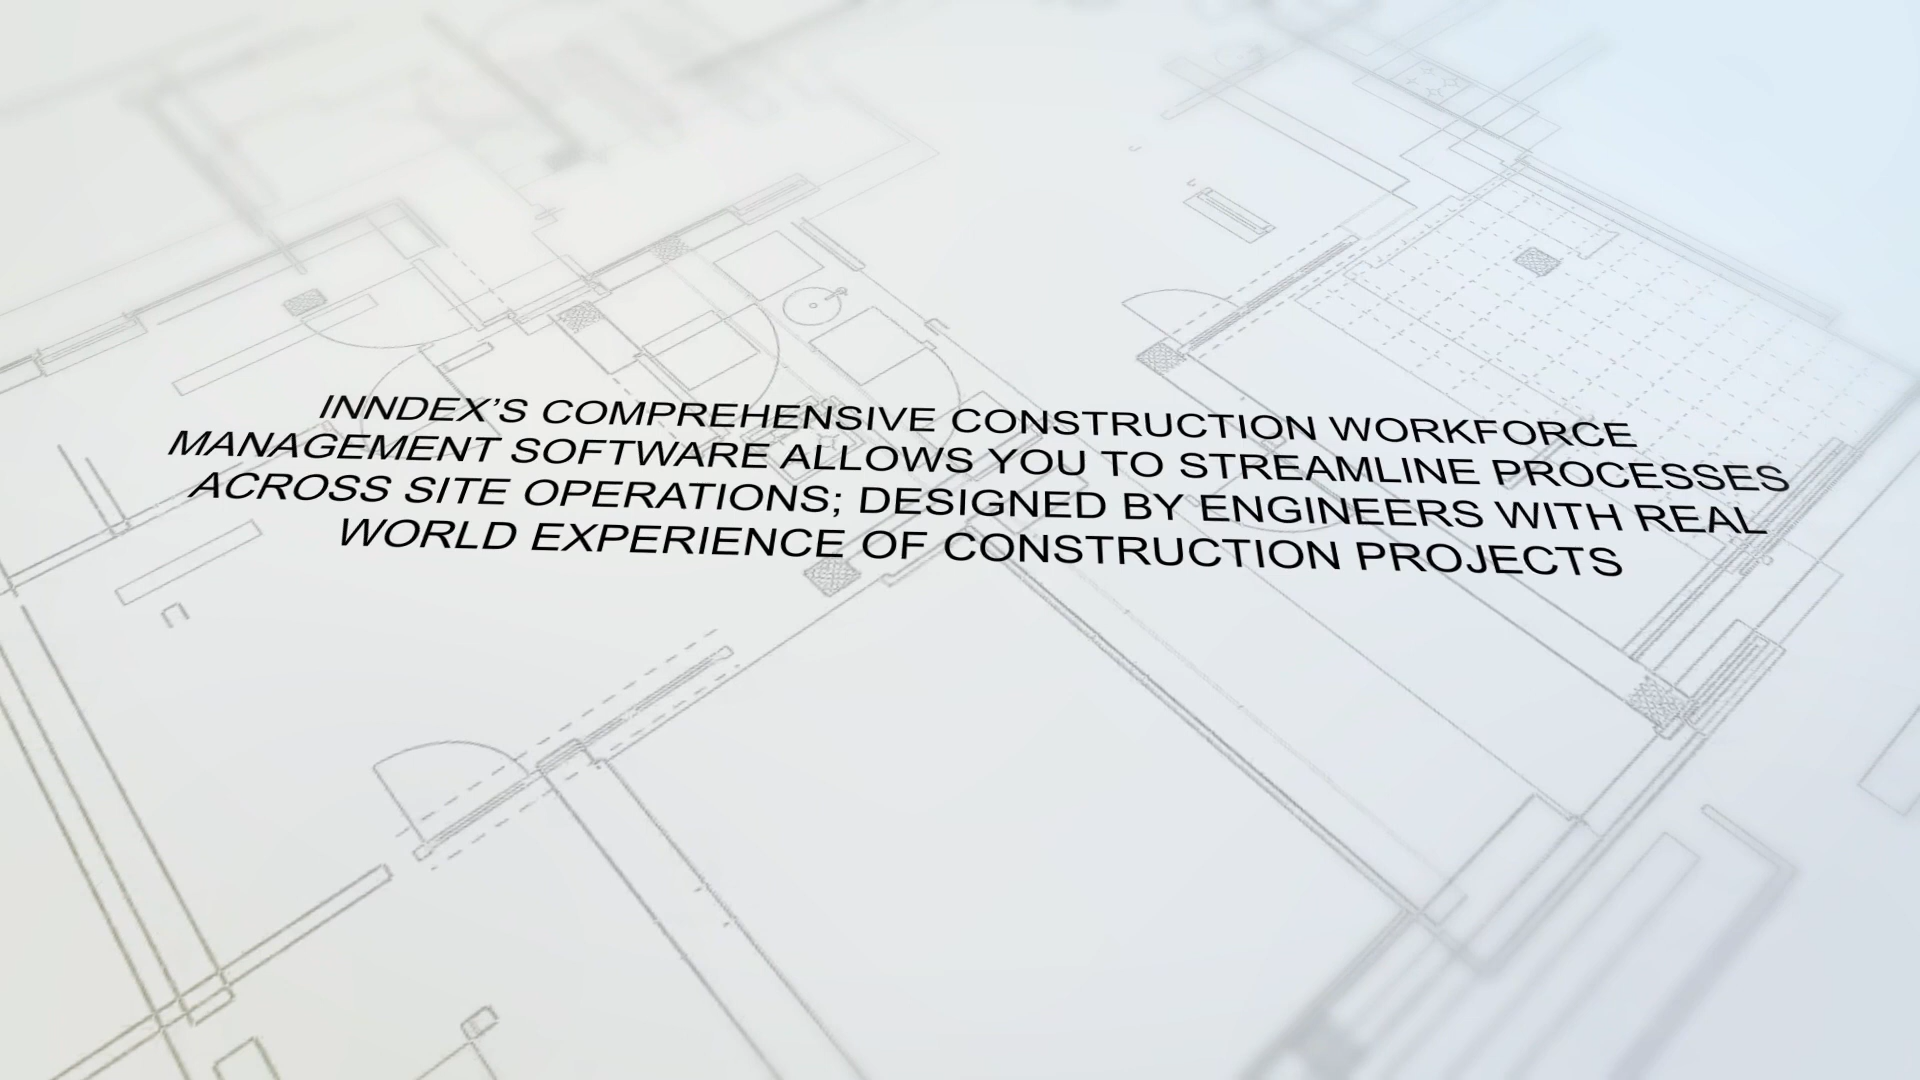 INNDEX’S COMPREHENSIVE CONSTRUCTION WORKFORCE
MANAGEMENT SOFTWARE ALLOWS YOU TO STREAMLINE PROCESSES
ACROSS SITE OPERATIONS; DESIGNED BY ENGINEERS WITH REAL
WORLD EXPERIENCE OF CONSTRUCTION PROJECTS